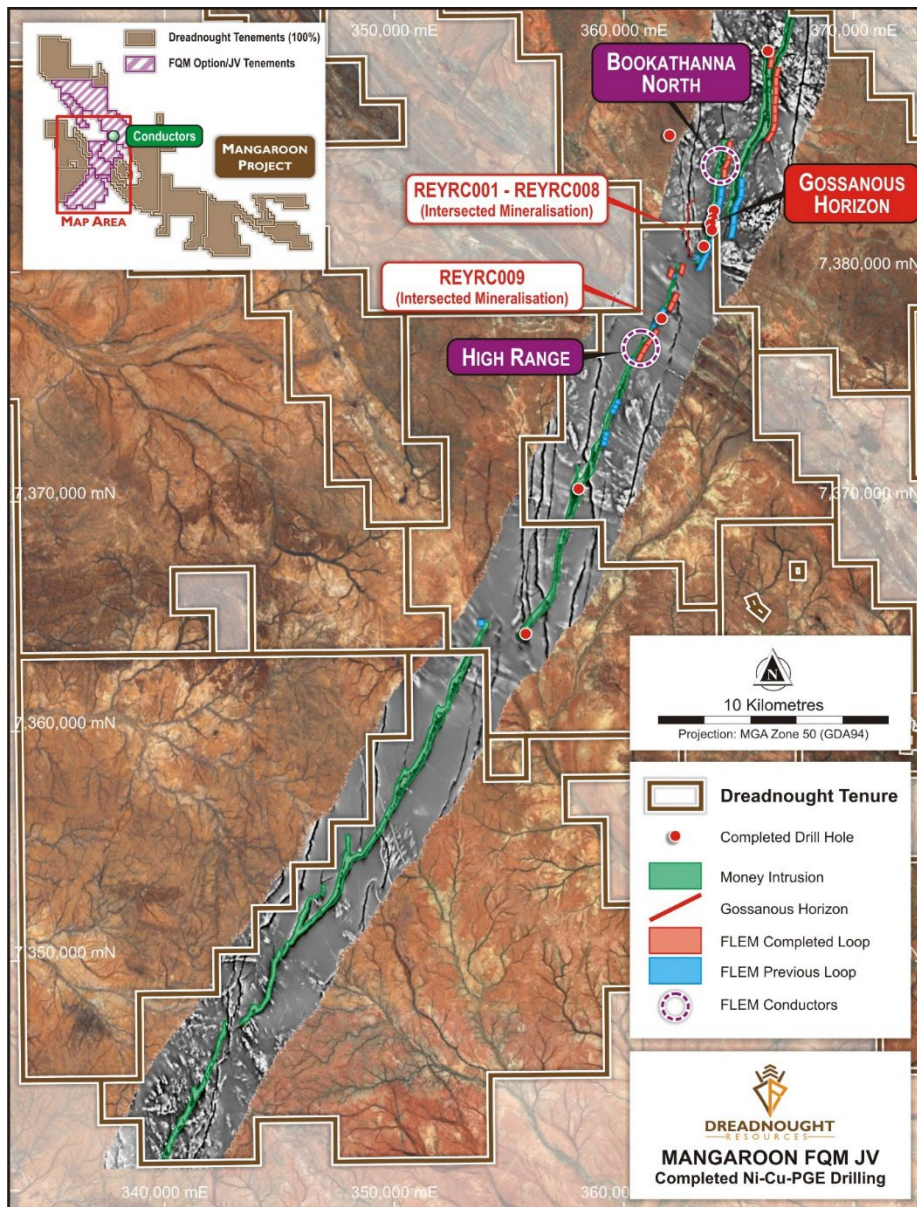 350,000 mE
360,000 mE
370,000 mE
Dreadnought Tenements (100%)
FQM Option/JV Tenements
Conductors
MANGAROON
PROJECT
MAP AREA
BOOKATHANNA
NORTH
REYRC001 - REYRC008
(Intersected Mineralisation)
GOSSANOUS
HORIZON
7,380,000 mN
REYRC009
(Intersected Mineralisation)
HIGH RANGE
7,370,000 mN
7,370,000 mN
N
10 Kilometres
Projection: MGA Zone 50 (GDA94)
7,360,000 mN
Dreadnought Tenure
Completed Drill Hole
Money Intrusion
Gossanous Horizon
FLEM Completed Loop
FLEM Previous Loop
FLEM Conductors
7,350,000 mN
DREADNOUGHT
RESOURCES
MANGAROON FQM JV
Completed Ni-Cu-PGE Drilling
340,000 mE
350,000 mE